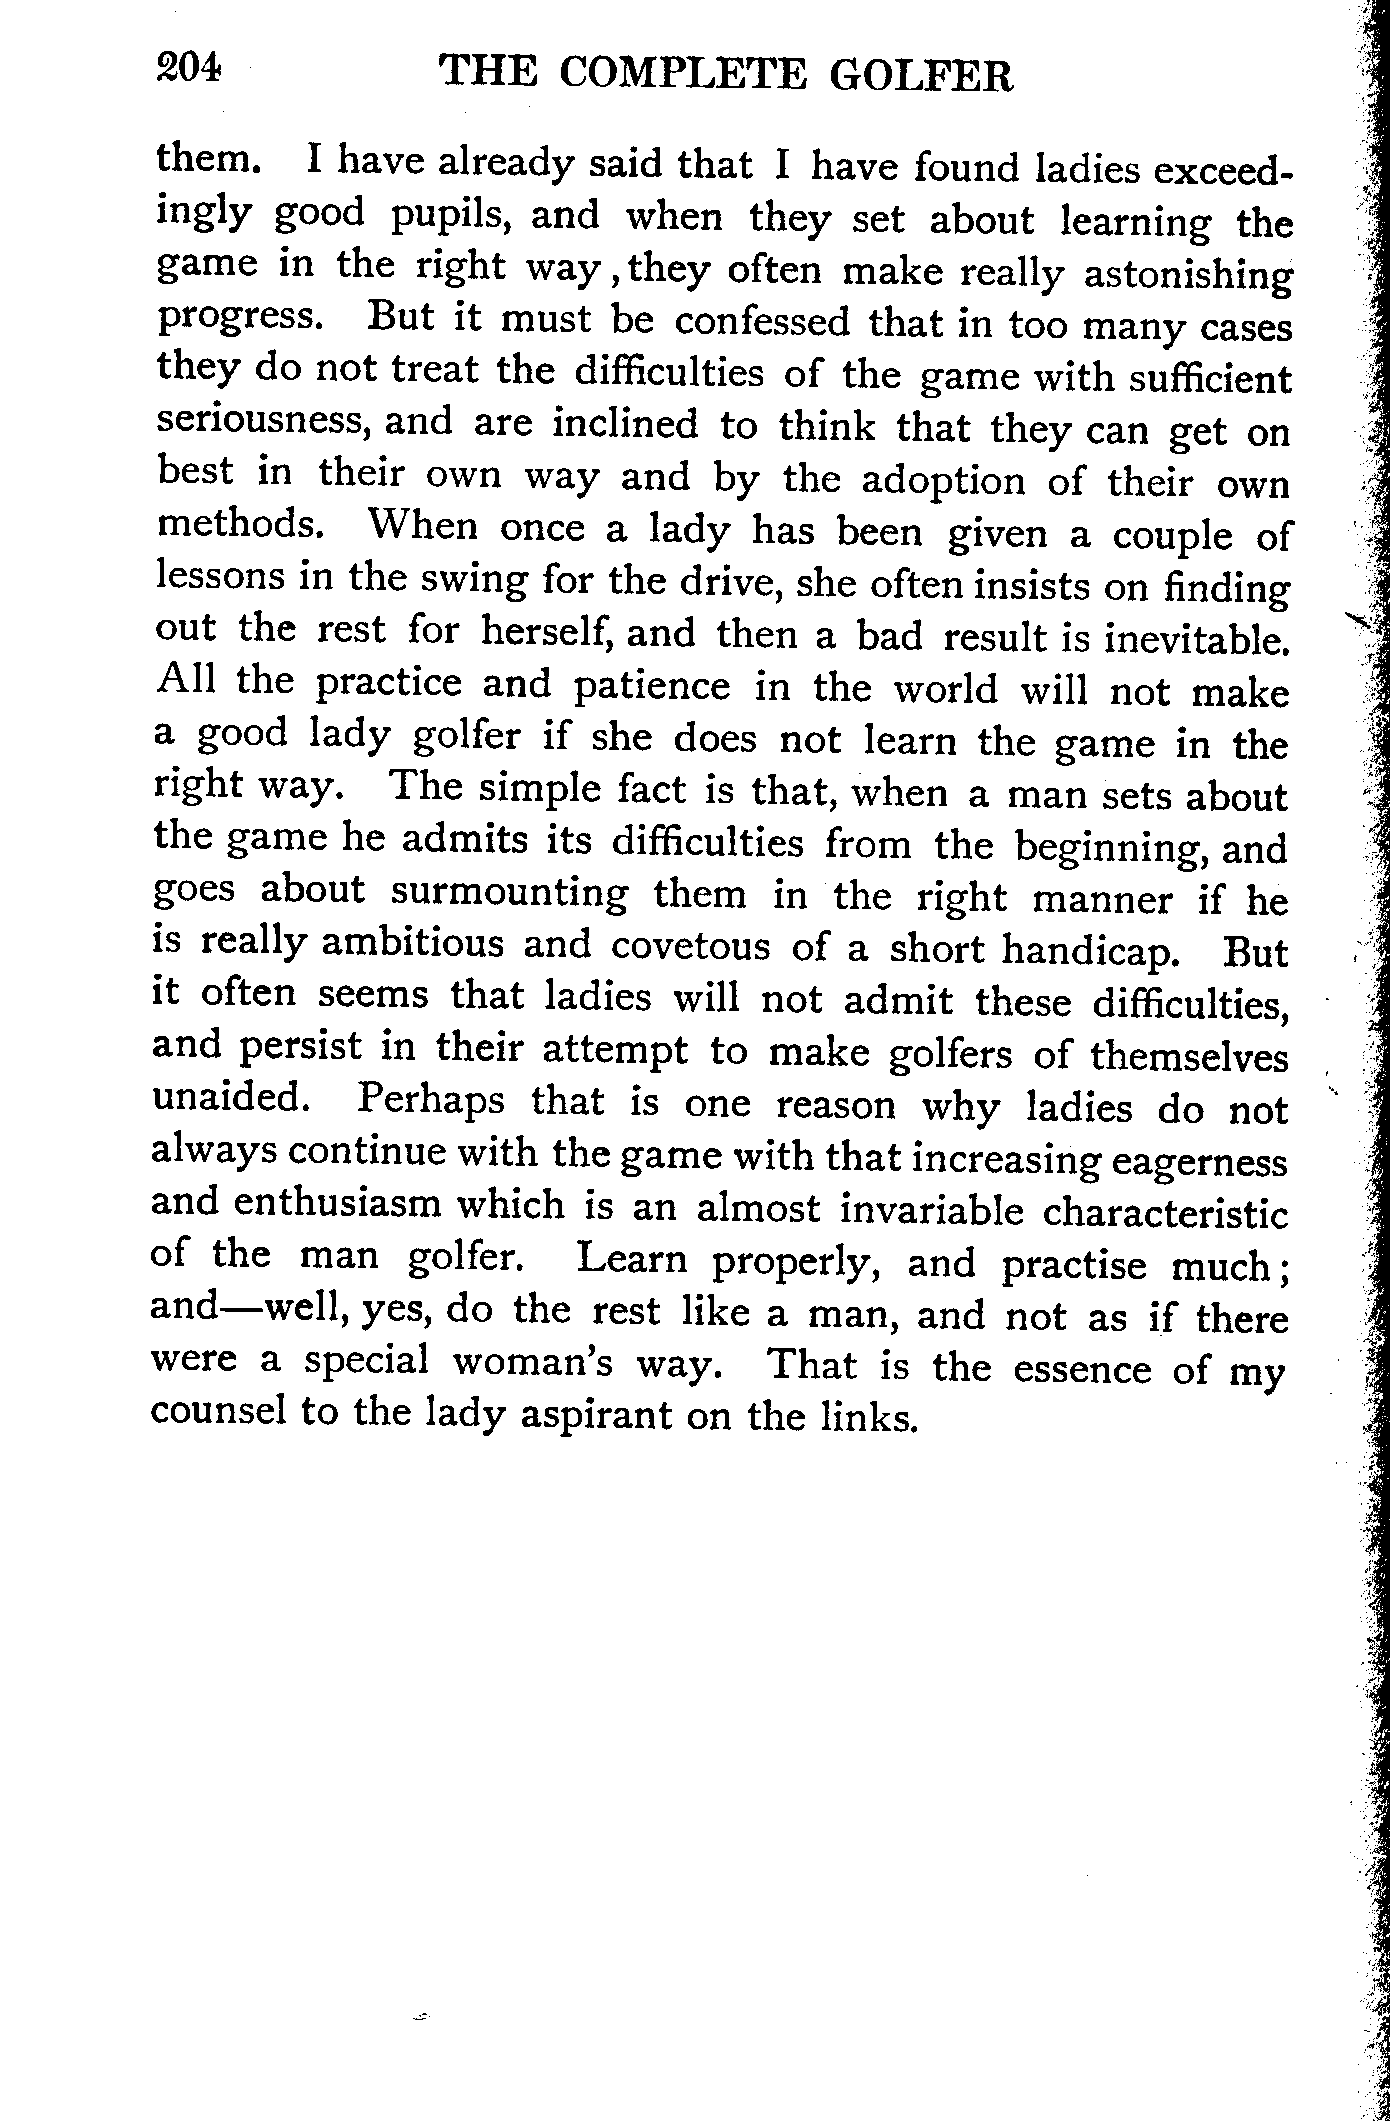 204 THE COMPLETE GOLFER
them. I have already said that I have found ladies exceed-
ingly good pupils, and when they set about learning the
game in the right way, they often make really astonishing
progress. But it must be confessed that in too many cases
they do not treat the difficulties of the game with sufficient
seriousness, and are inclined to think that they can get on
best in their own way and by the adoption of their own
methods. When once a lady has been given a couple of
lessons in the swing for the drive, she often insists on finding
out the rest for herself, and then a bad result is inevitable.
All the practice and patience in the world will not make
a good lady golfer if she does not learn the game in the
right way. The simple fact is that, when a man sets about
the game he admits its difficulties from the beginning, and
goes about surmounting them in the right manner if he
is really ambitious and covetous of a short handicap. But
it often seems that ladies will not admit these difficulties,
and persist in their attempt to make golfers of themselves
unaided. Perhaps that is one reason why ladies do not
always continue with the game with that increasing eagerness
and enthusiasm which is an almost invariable characteristic
of the man golfer. Learn properly, and practise much;
and—well, yes, do the rest like a man, and not as if there
were a special woman's way. That is the essence of my
counsel to the lady aspirant on the links.